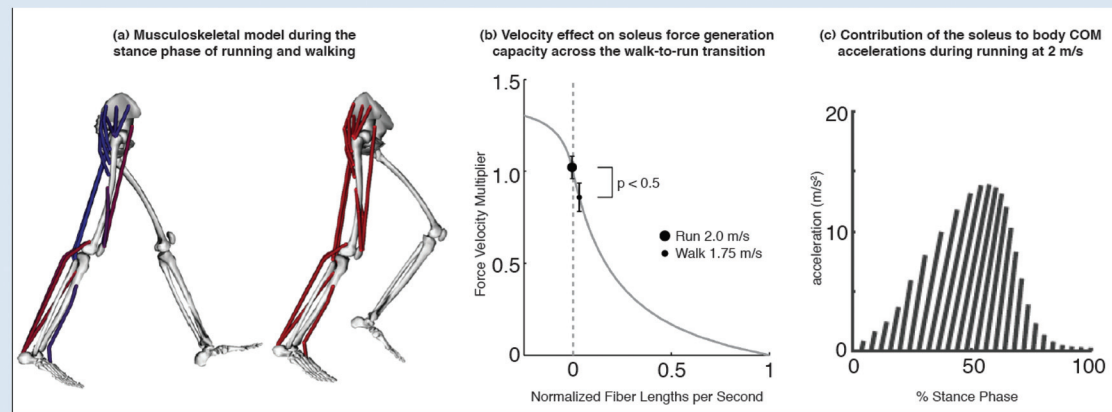 (a) Musculoskeletal model during the
stance phase of running and walking
(b) Velocity effect on soleus force generation
capacity across the walk-to-run transition
1.5
1.0
0.5
0
Force Velocity Multiplier
p < 0.5
Run 2.0 m/s
Walk 1.75 m/s
0
0.5
1
Normalized Fiber Lengths per Second
(c) Contribution of the soleus to body COM
accelerations during running at 2 m/s
20
10
0
acceleration (m/s²)
50
100
% Stance Phase